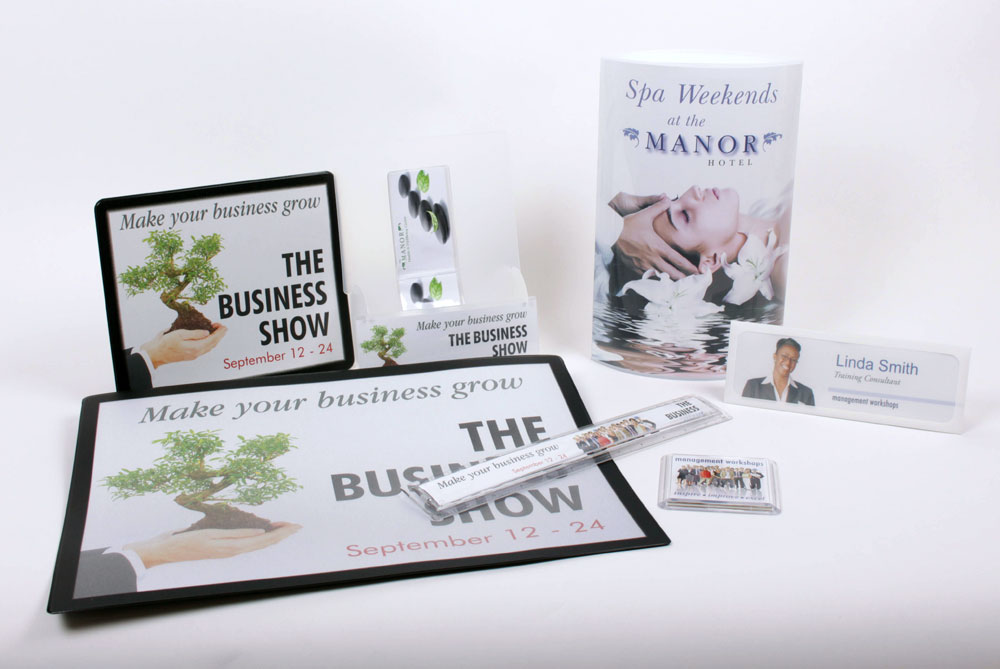 Make your business grow
THE
BUSINESS
SHOW
September 12 - 24
MANOR
Make your business grow
THE BUSINESS
SHOW
Spa Weekends
at the
MANOR
HOTEL
Linda Smith
Training Consultant
management workshops
Make your business grow
THE
BUSINESS
SHOW
September 12 - 24
Make your business grow
September 12 - 24
THE
BUSINESS
management workshops